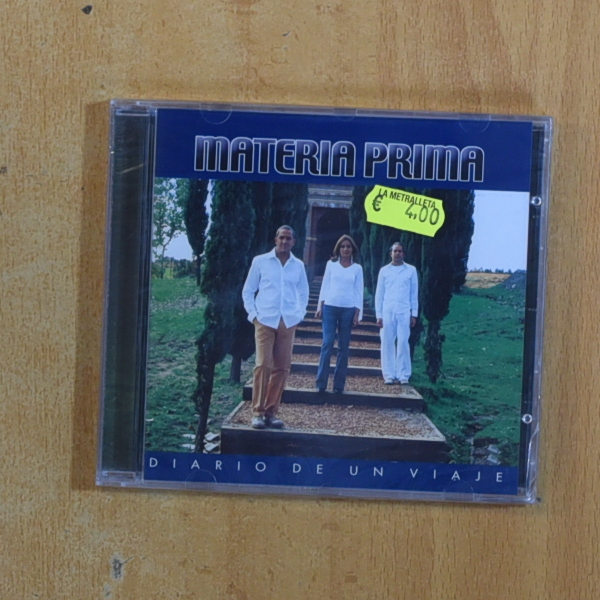 MATERIA PRIMA
LA METRALLETA
€ 4,00
DIARIO DE UN VIAJE